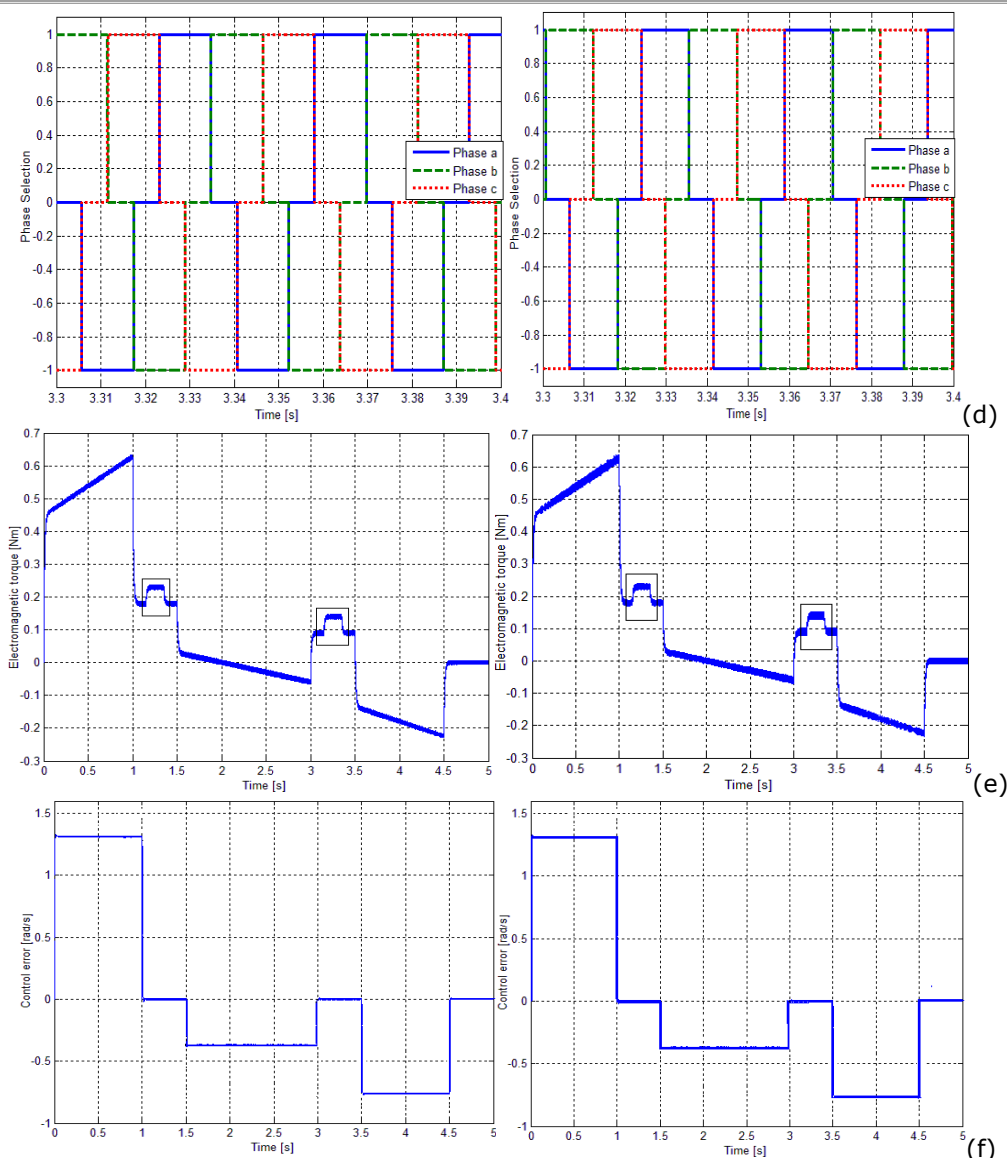 1
0.8
0.6
0.4
0.2
0
-0.2
-0.4
-0.6
-0.8
-1
Phase Selection
Phase a
Phase b
Phase c
3.3 3.31 3.32 3.33 3.34 3.35 3.36 3.37 3.38 3.39 3.4
Time [s]
1
0.8
0.6
0.4
0.2
0
-0.2
-0.4
-0.6
-0.8
-1
Phase Selection
Phase a
Phase b
Phase c
3.3 3.31 3.32 3.33 3.34 3.35 3.36 3.37 3.38 3.39 3.4
Time [s]
(d)
0.7
0.6
0.5
0.4
0.3
0.2
0.1
0
-0.1
-0.2
-0.3
Electromagnetic torque [Nm]
0 0.5 1 1.5 2 2.5 3 3.5 4 4.5 5
Time [s]
0.7
0.6
0.5
0.4
0.3
0.2
0.1
0
-0.1
-0.2
-0.3
Electromagnetic torque [Nm]
0 0.5 1 1.5 2 2.5 3 3.5 4 4.5 5
Time [s]
(e)
1.5
1
0.5
0
-0.5
-1
Control error [rad/s]
0 0.5 1 1.5 2 2.5 3 3.5 4 4.5 5
Time [s]
1.5
1
0.5
0
-0.5
-1
Control error [rad/s]
0 0.5 1 1.5 2 2.5 3 3.5 4 4.5 5
Time [s]
(f)